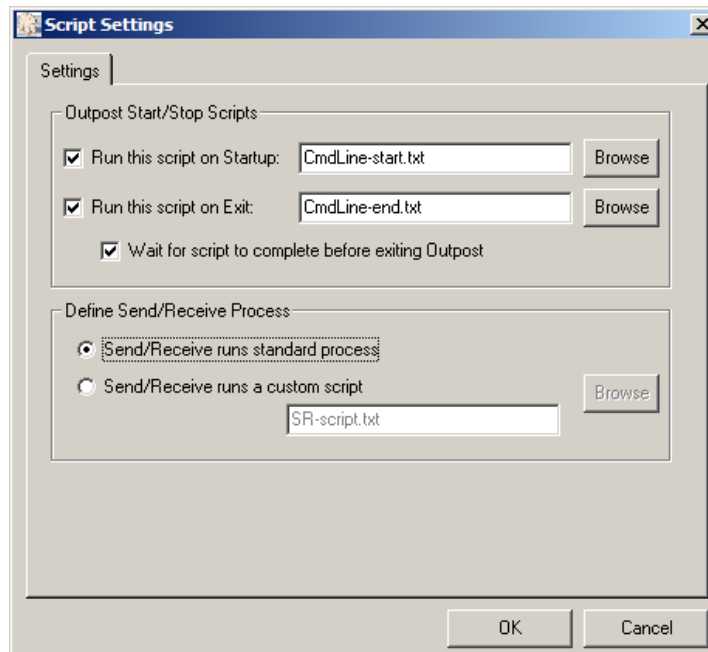 Script Settings
Settings
Outpost Start/Stop Scripts
Run this script on Startup: CmdLine-start.txt Browse
Run this script on Exit: CmdLine-end.txt Browse
Wait for script to complete before exiting Outpost
Define Send/Receive Process
Send/Receive runs standard process
Send/Receive runs a custom script Browse
SR-script.txt
OK Cancel